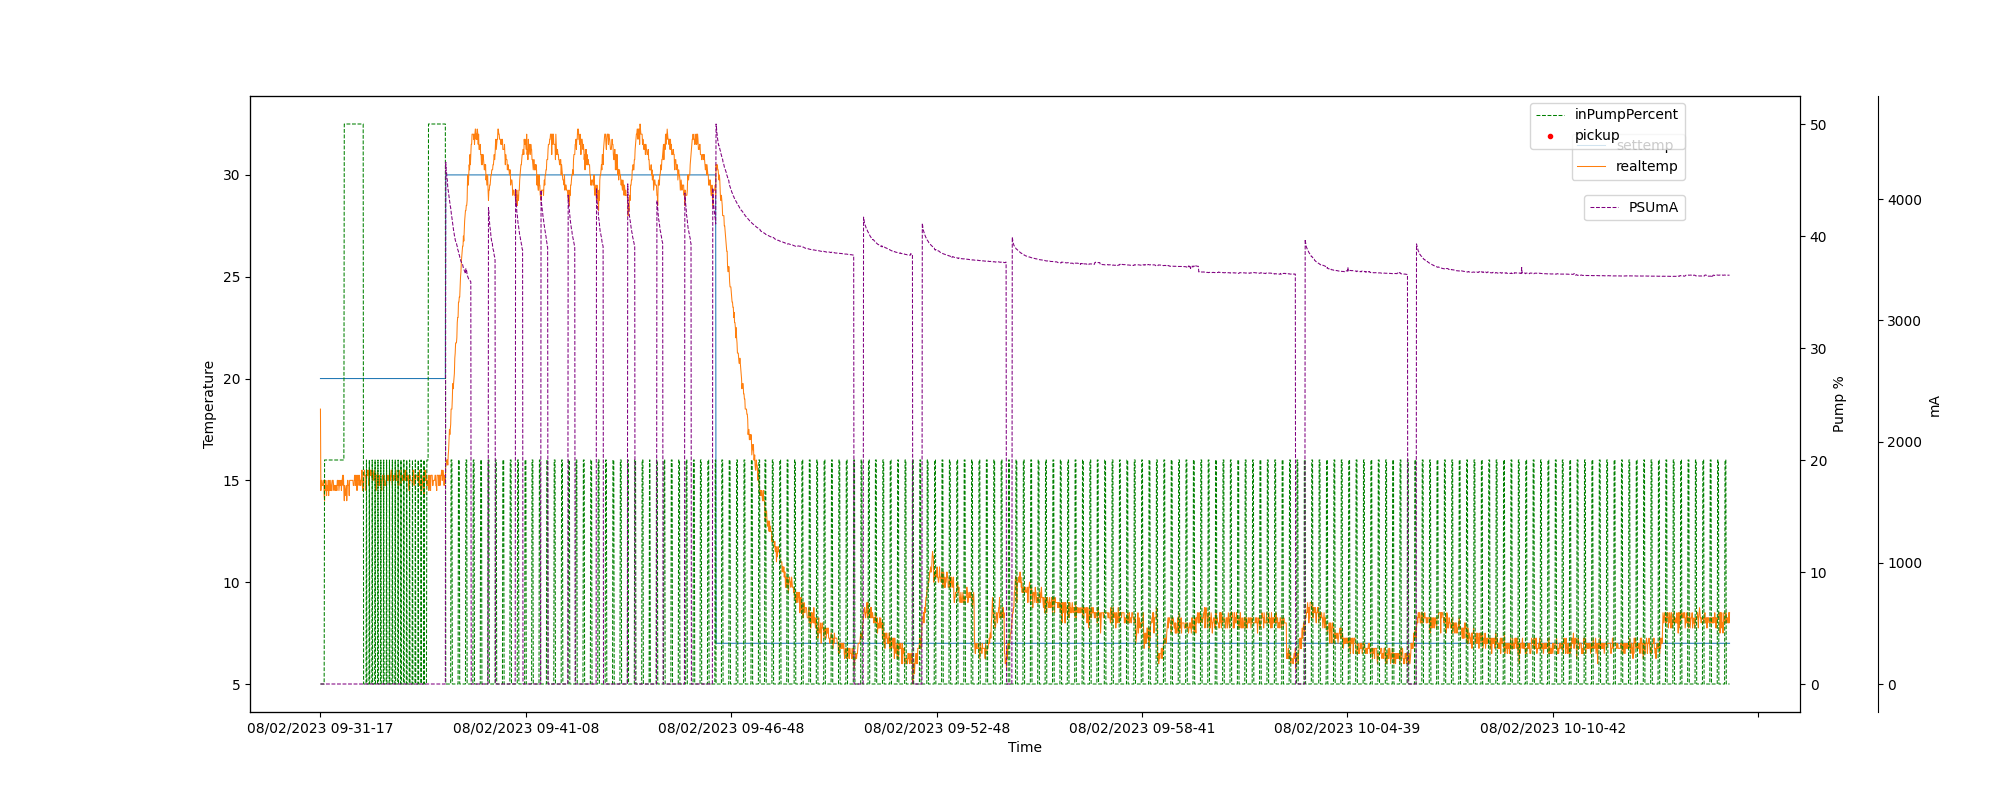 inPumpPercent
pickup
settemp
realtemp
PSUmA
Temperature
30
25
20
15
10
5
50
40
30
20
10
0
Pump %
4000
3000
2000
1000
0
mA
08/02/2023 09-31-17
08/02/2023 09-41-08
08/02/2023 09-46-48
08/02/2023 09-52-48
08/02/2023 09-58-41
08/02/2023 10-04-39
08/02/2023 10-10-42
Time